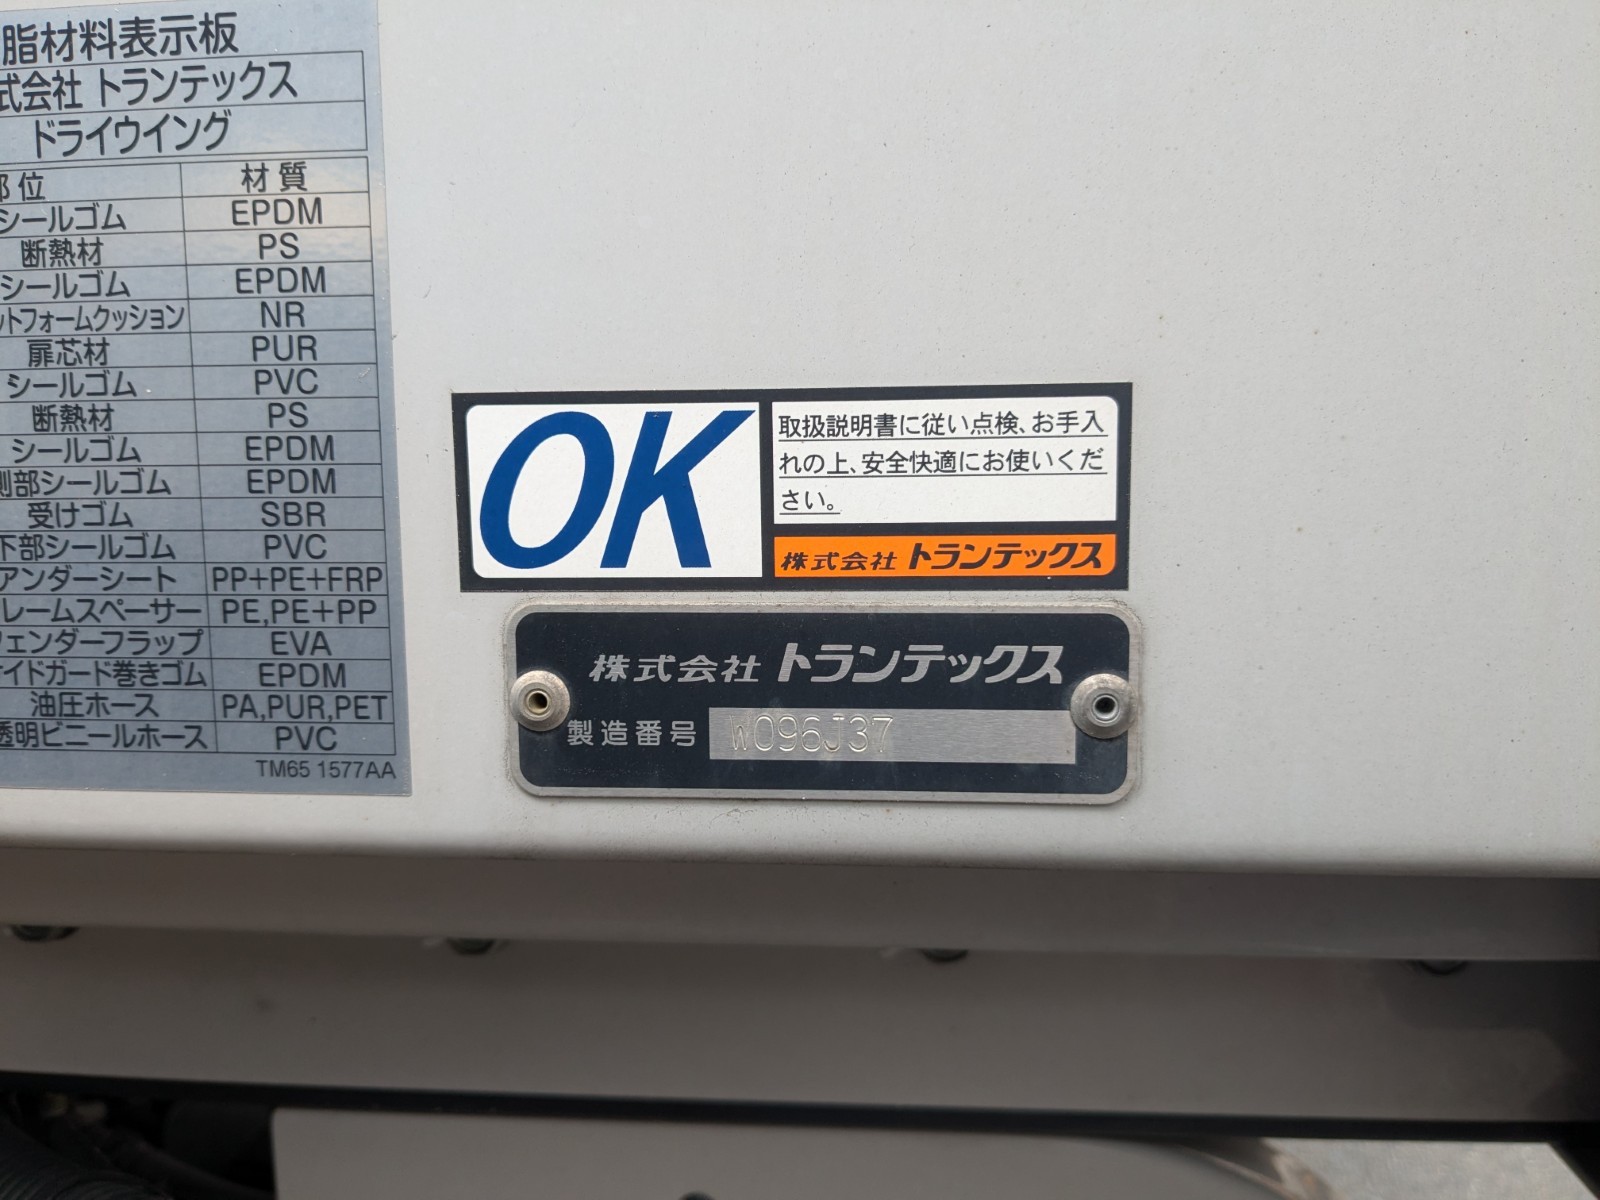 脂材料表示板
式会社 トランテックス
ドライウイング
部位 材質
シールゴム EPDM
断熱材 PS
シールゴム EPDM
ットフォームクッション NR
扉芯材 PUR
シールゴム PVC
断熱材 PS
シールゴム EPDM
側部シールゴム EPDM
受けゴム SBR
下部シールゴム PVC
アンダーシート PP+PE+FRP
レームスペーサー PE,PE+PP
フェンダーフラップ EVA
サイドガード巻きゴム EPDM
油圧ホース PA,PUR,PET
透明ビニールホース PVC
TM65 1577AA
OK
取扱説明書に従い点検、お手入
れの上、安全快適にお使いくだ
さい。
株式会社 トランテックス
株式会社 トランテックス
製造番号 W096J37